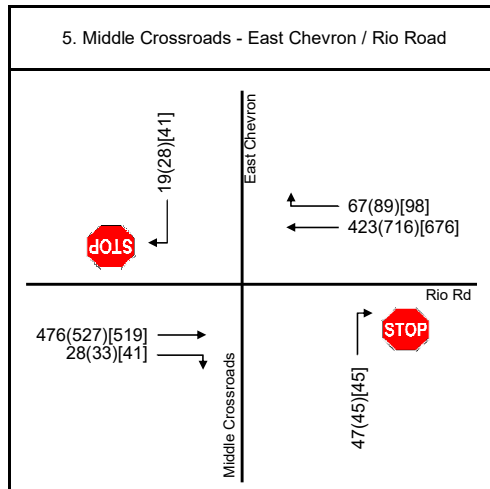 5. Middle Crossroads - East Chevron / Rio Road
19(28)[41]
East Chevron
STOP
67(89)[98]
423(716)[676]
Rio Rd
476(527)[519]
28(33)[41]
STOP
Middle Crossroads
47(45)[45]